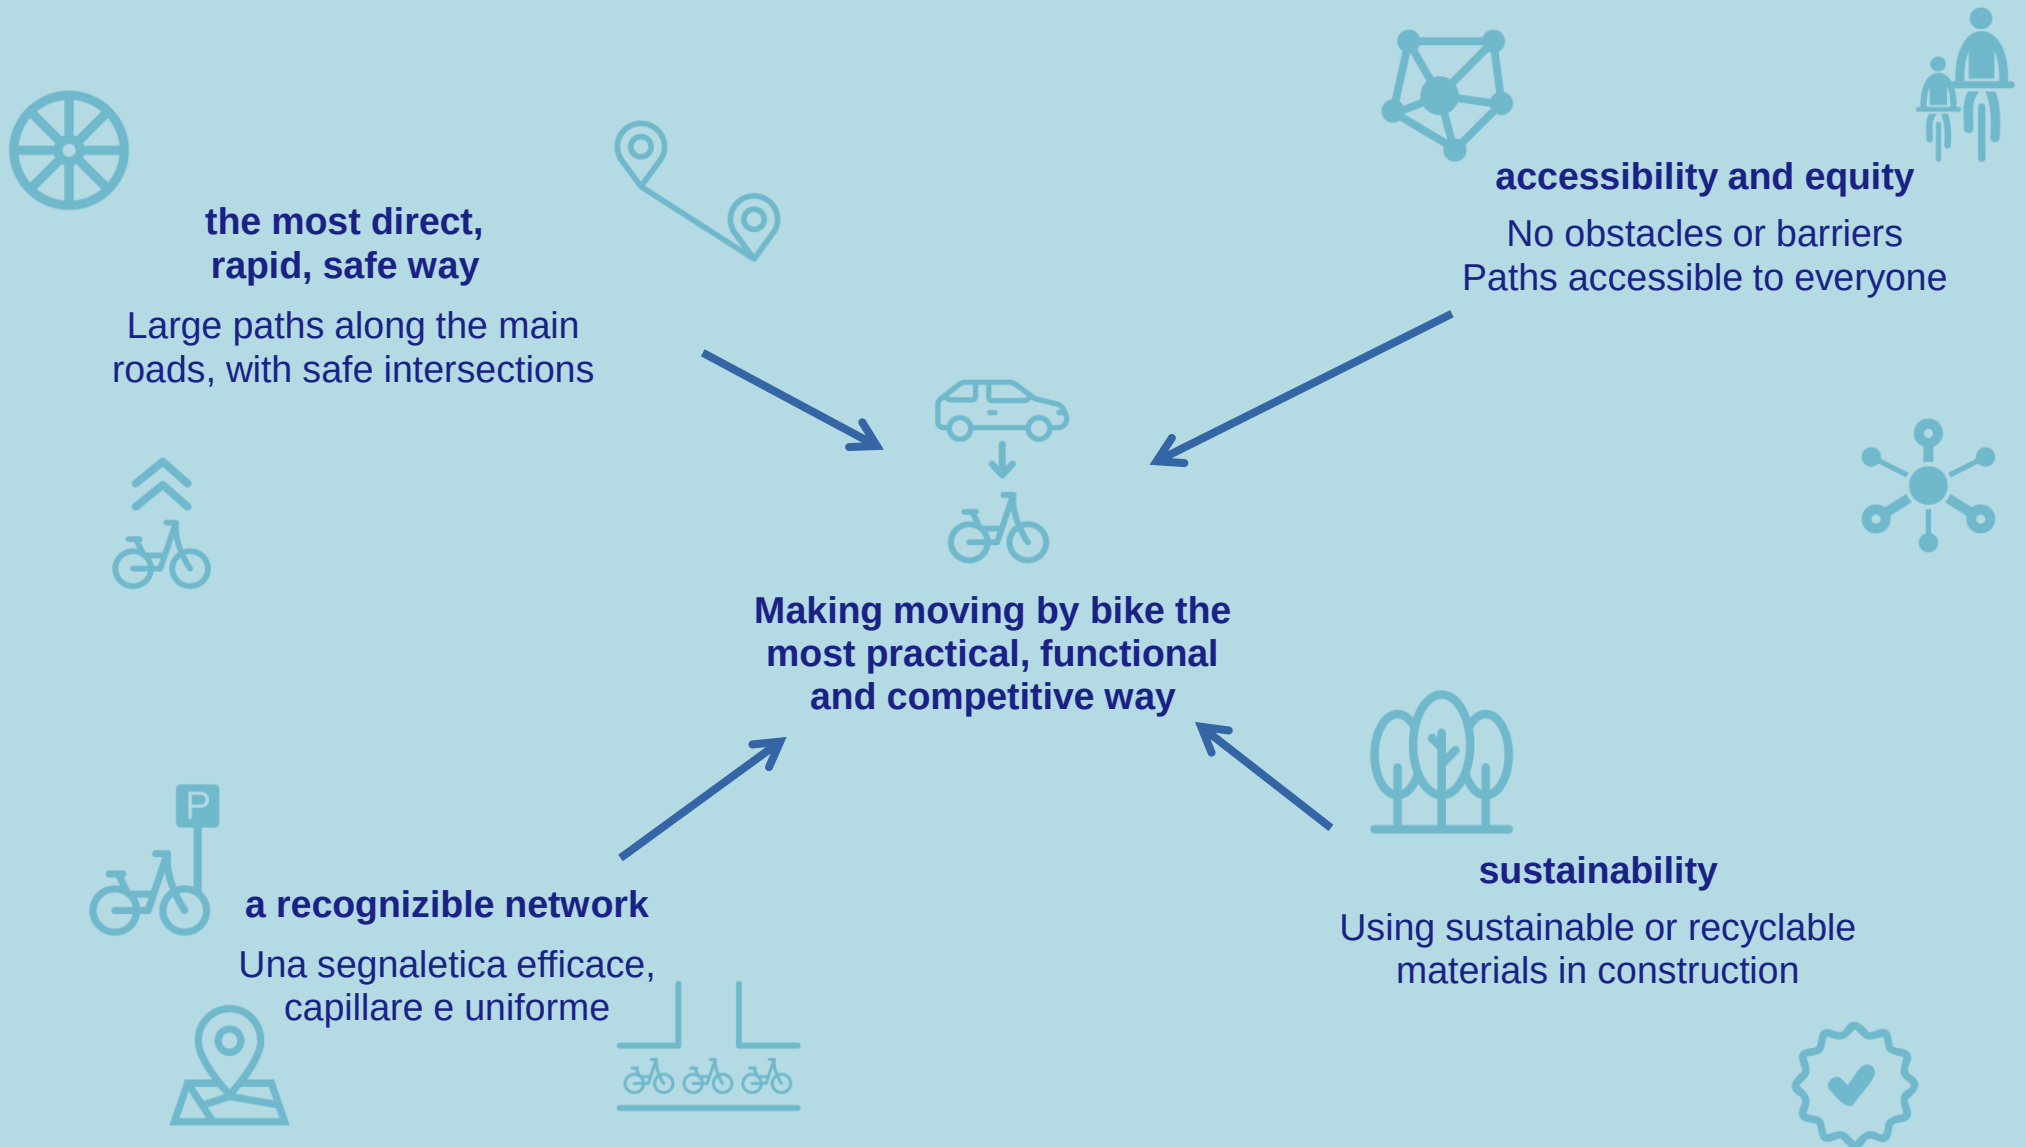 the most direct,
rapid, safe way
Large paths along the main
roads, with safe intersections
accessibility and equity
No obstacles or barriers
Paths accessible to everyone
Making moving by bike the
most practical, functional
and competitive way
P
a recognizible network
Una segnaletica efficace,
capillare e uniforme
sustainability
Using sustainable or recyclable
materials in construction